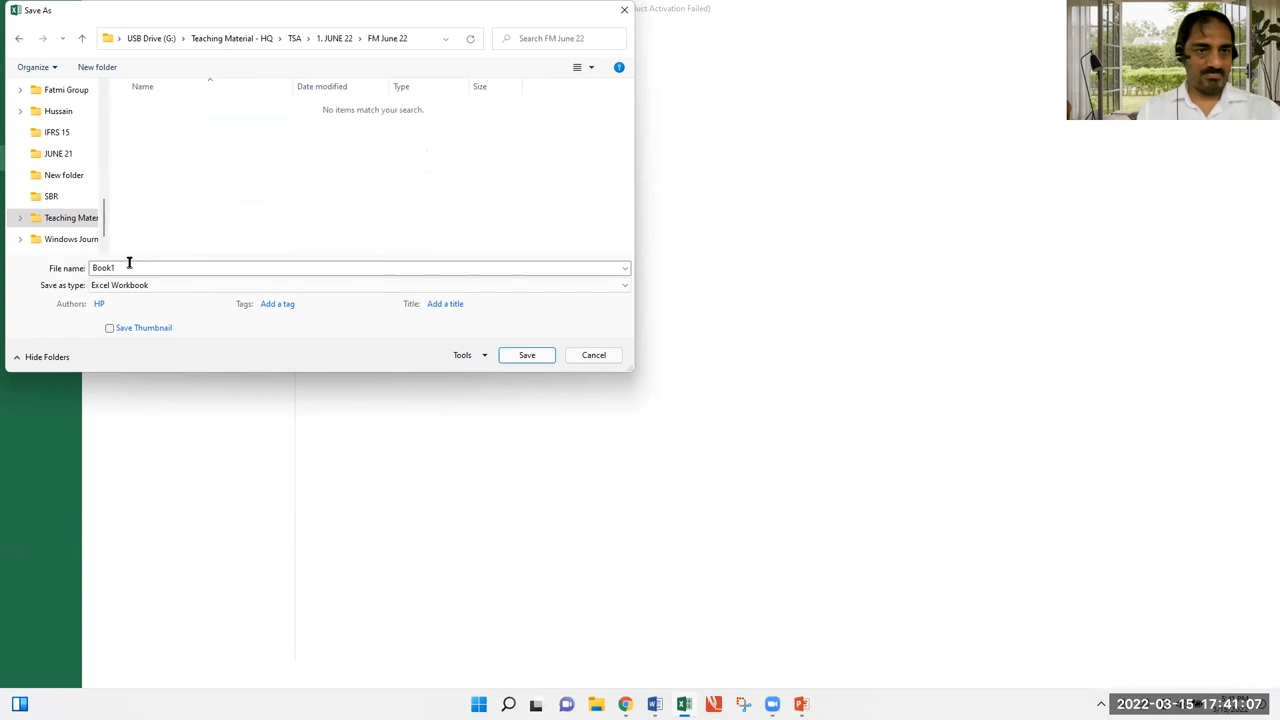 Save As
uct Activation Failed)
USB Drive (G:) Teaching Material - HQ TSA 1. JUNE 22 FM June 22
Search FM June 22
Organize New folder
Name Date modified Type Size
No items match your search.
Fatmi Group
Hussain
IFRS 15
JUNE 21
New folder
SBR
Teaching Mate
Windows Journ
File name: Book1
Save as type: Excel Workbook
Authors: HP Tags: Add a tag Title: Add a title
Save Thumbnail
Hide Folders Tools Save Cancel
2022-03-15 17:41:07